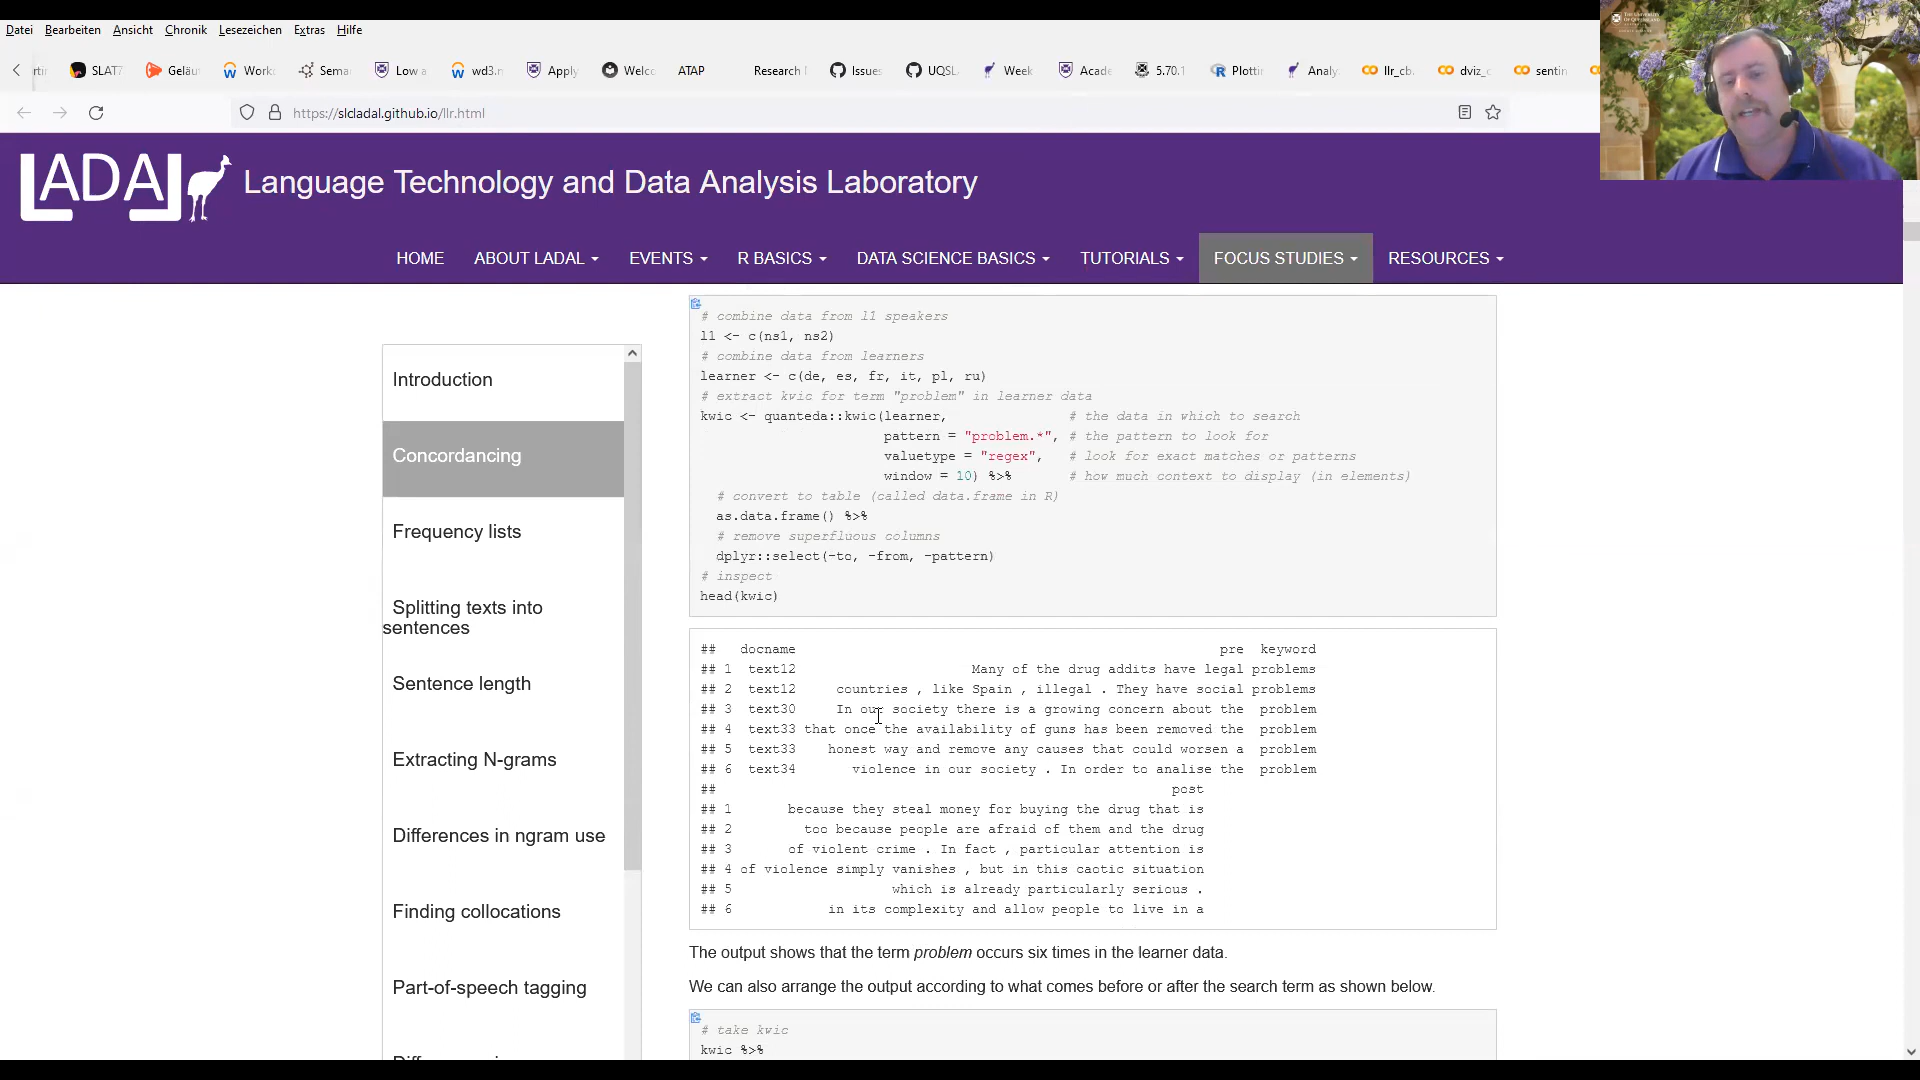 Datei Bearbeiten Ansicht Chronik Lesezeichen Extras Hilfe
SLAT7 Geläu Work Sema Low a wd3.n Apply Welc ATAP Research Issues UQSL Week Acade 5.70.1 Plottin Analy llr_cb. dviz_c sentin
https://slcladal.github.io/llr.html
LADAL Language Technology and Data Analysis Laboratory
HOME ABOUT LADAL EVENTS R BASICS DATA SCIENCE BASICS TUTORIALS FOCUS STUDIES RESOURCES
Introduction
Concordancing
Frequency lists
Splitting texts into
sentences
Sentence length
Extracting N-grams
Differences in ngram use
Finding collocations
Part-of-speech tagging
# combine data from l1 speakers
l1 <- c(ns1, ns2)
# combine data from learners
learner <- c(de, es, fr, it, pl, ru)
# extract kwic for term "problem" in learner data
kwic <- quanteda::kwic(learner, # the data in which to search
pattern = "problem.*", # the pattern to look for
valuetype = "regex", # look for exact matches or patterns
window = 10) %>% # how much context to display (in elements)
# convert to table (called data.frame in R)
as.data.frame() %>%
# remove superfluous columns
dplyr::select(-to, -from, -pattern)
# inspect
head(kwic)
## docname pre keyword
## 1 text12 Many of the drug addits have legal problems
## 2 text12 countries , like Spain , illegal . They have social problems
## 3 text30 In our society there is a growing concern about the problem
## 4 text33 that once the availability of guns has been removed the problem
## 5 text33 honest way and remove any causes that could worsen a problem
## 6 text34 violence in our society . In order to analise the problem
## post
## 1 because they steal money for buying the drug that is
## 2 too because people are afraid of them and the drug
## 3 of violent crime . In fact , particular attention is
## 4 of violence simply vanishes , but in this caotic situation
## 5 which is already particularly serious .
## 6 in its complexity and allow people to live in a
The output shows that the term problem occurs six times in the learner data.
We can also arrange the output according to what comes before or after the search term as shown below.
# take kwic
kwic %>%